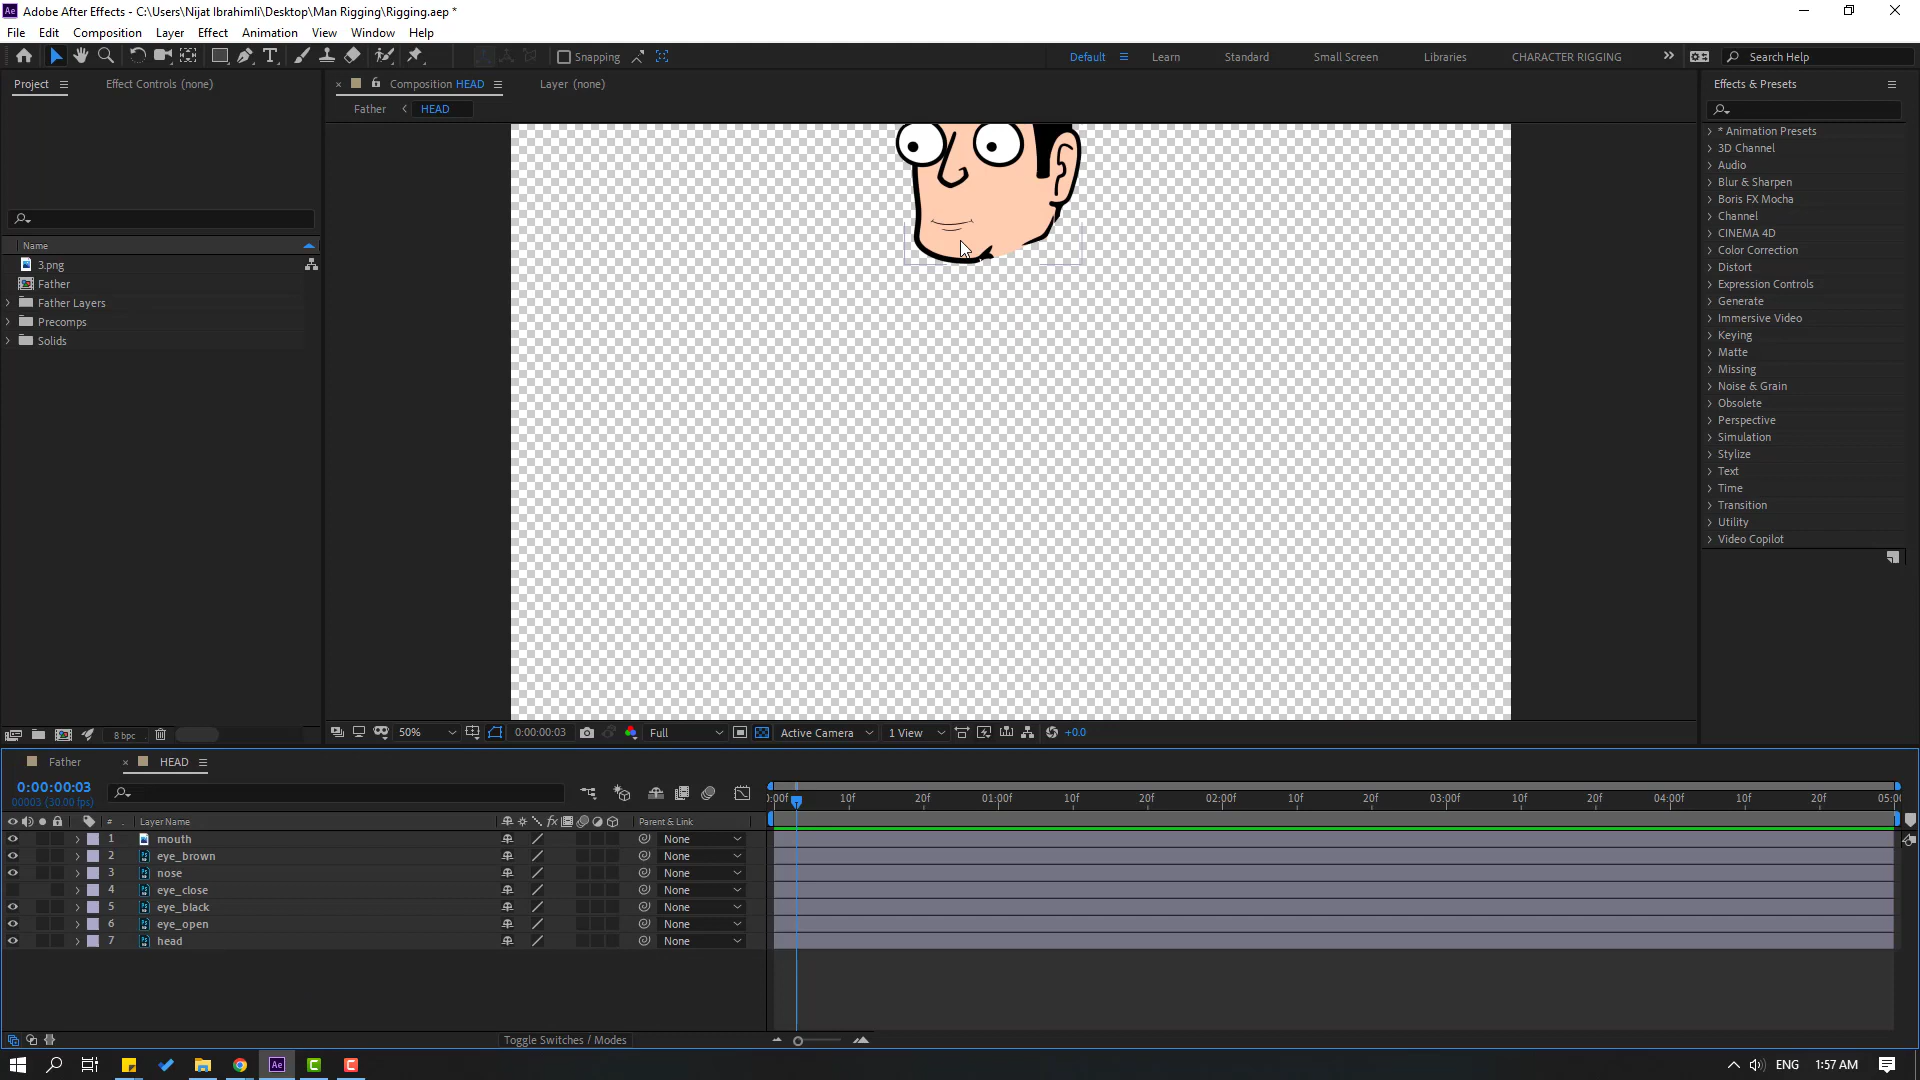 Adobe After Effects - C:\Users\Nijat Ibrahimli\Desktop\Man Rigging\Rigging.aep *
File Edit Composition Layer Effect Animation View Window Help
Snapping
Default Learn Standard Small Screen Libraries CHARACTER RIGGING Search Help
Project Effect Controls (none)
Composition HEAD Layer (none)
Effects & Presets
Father HEAD
Name
3.png
Father
Father Layers
Precomps
Solids
* Animation Presets
3D Channel
Audio
Blur & Sharpen
Boris FX Mocha
Channel
CINEMA 4D
Color Correction
Distort
Expression Controls
Generate
Immersive Video
Keying
Matte
Missing
Noise & Grain
Obsolete
Perspective
Simulation
Stylize
Text
Time
Transition
Utility
Video Copilot
8 bpc
50% 0:00:00:03 Full Active Camera 1 View +0.0
Father HEAD
0:00:00:03
00003 (30.00 fps)
:00f 10f 20f 01:00f 10f 20f 02:00f 10f 20f 03:00f 10f 20f 04:00f 10f 20f 05:00
# Layer Name fx Parent & Link
1 mouth None
2 eye_brown None
3 nose None
4 eye_close None
5 eye_black None
6 eye_open None
7 head None
Toggle Switches / Modes
Ae
ENG 1:57 AM